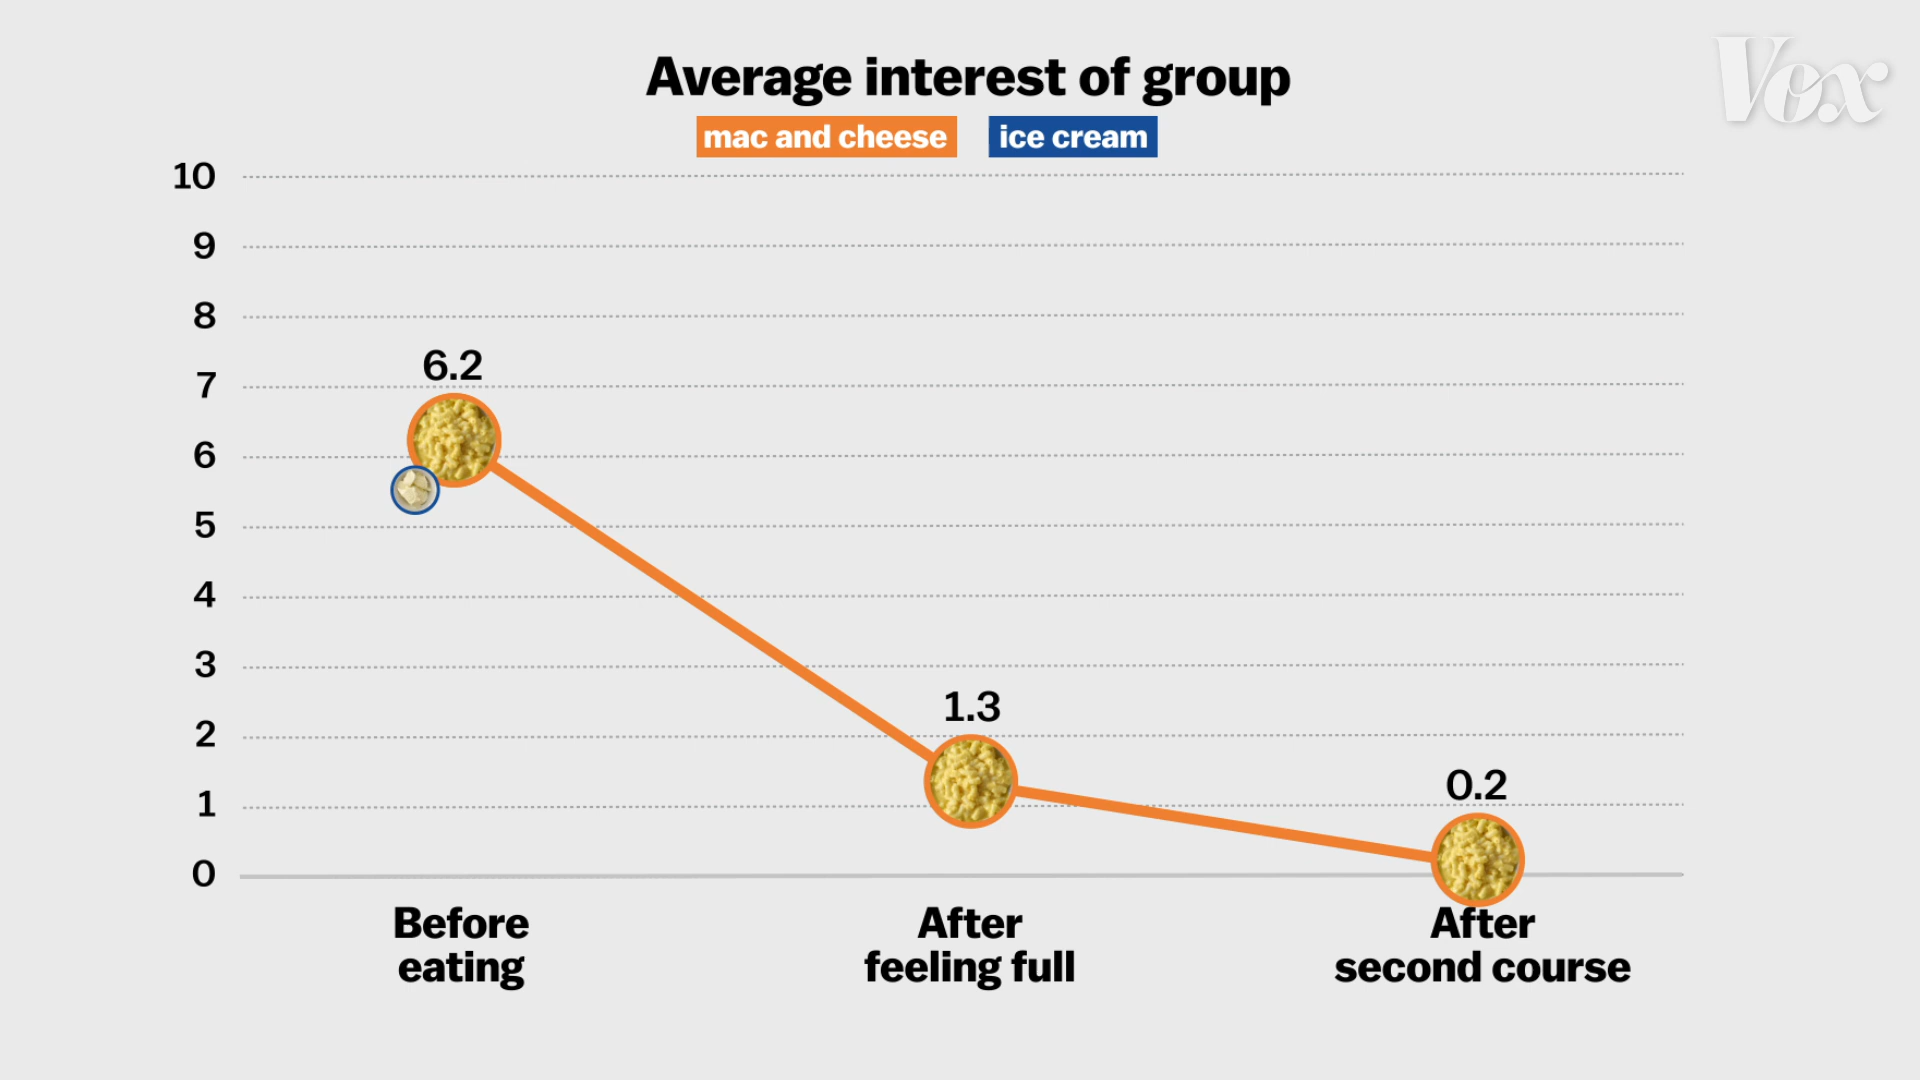 Average interest of group
mac and cheese ice cream
Vox
10
9
8
7
6
5
4
3
2
1
0
6.2
1.3
0.2
Before
eating
After
feeling full
After
second course